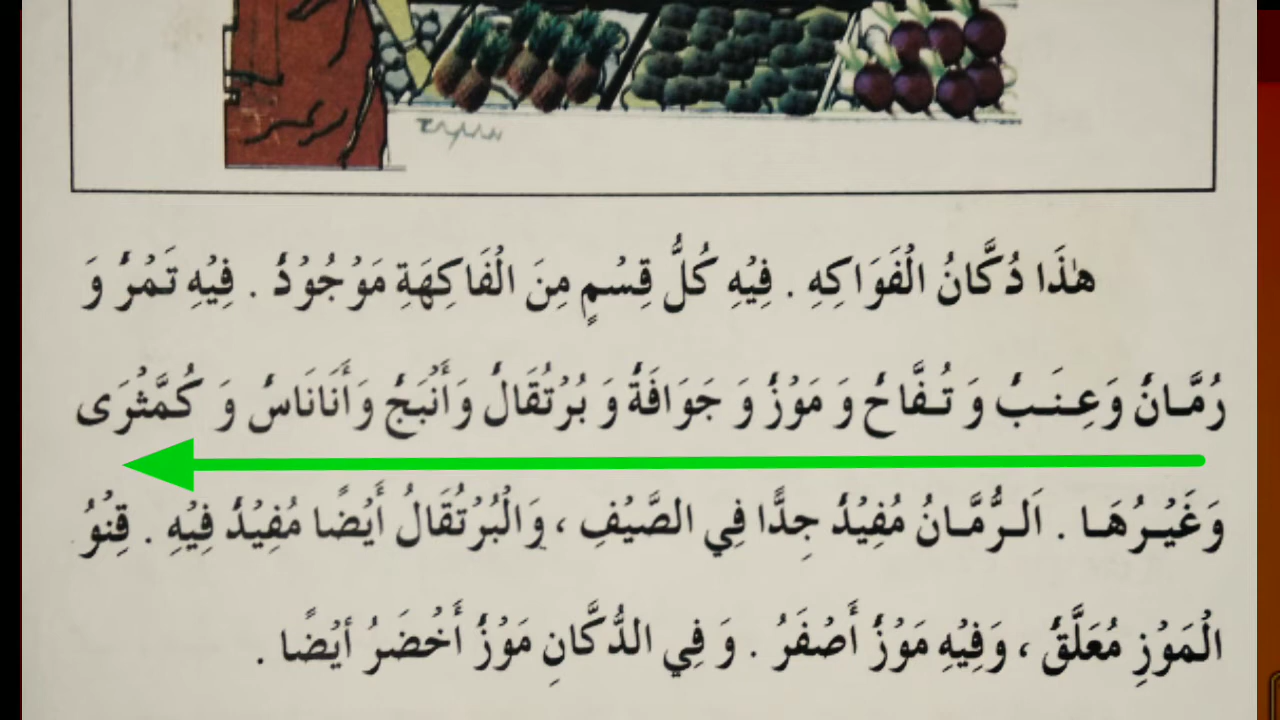 هٰذَا دُكَّانُ الْفَوَاكِهِ . فِيْهِ كُلُّ قِسْمٍ مِنَ الْفَاكِهَةِ مَوْجُوْدٌ . فِيْهِ تَمْرٌ وَ
رُمَّانٌ وَعِنَبٌ وَ تُفَّاحٌ وَ مَوْزٌ وَ جَوَافَةٌ وَ بُرْتُقَالٌ وَأَنْبَجٌ وَأَنَانَاسٌ وَ كُمَّثْرَى
وَغَيْرُهَا . اَلرُّمَّانُ مُفِيْدٌ جِدًّا فِي الصَّيْفِ ، وَالْبُرْتُقَالُ أَيْضًا مُفِيْدٌ فِيْهِ . قِنْوُ
الْمَوْزِ مُعَلَّقٌ ، وَفِيْهِ مَوْزٌ أَصْفَرُ . وَ فِي الدُّكَّانِ مَوْزٌ أَخْضَرُ أَيْضًا .